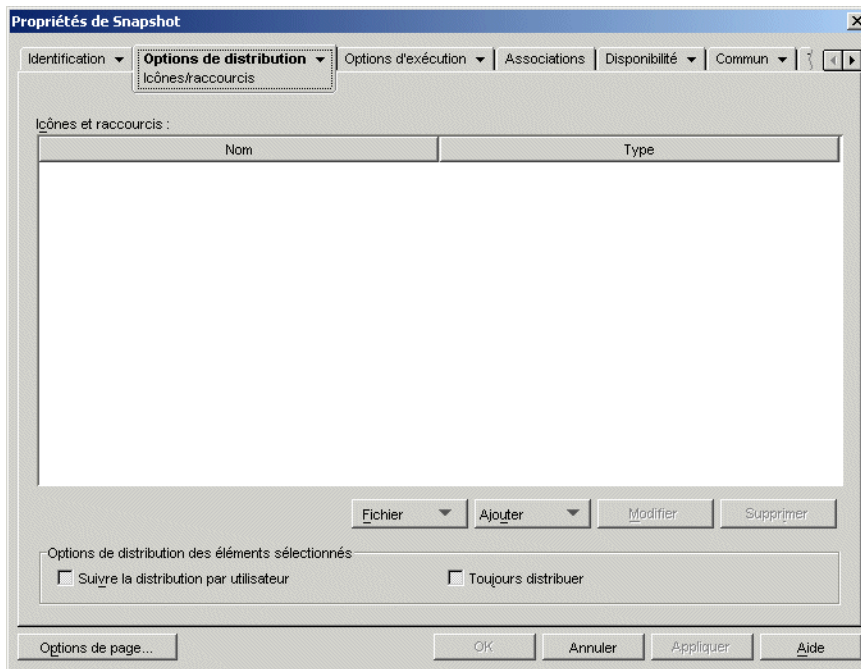 Propriétés de Snapshot
Identification Options de distribution Options d'exécution Associations Disponibilité Commun
Icônes/raccourcis
Icônes et raccourcis :
Nom Type
Fichier Ajouter Modifier Supprimer
Options de distribution des éléments sélectionnés
Suivre la distribution par utilisateur Toujours distribuer
Options de page... OK Annuler Appliquer Aide